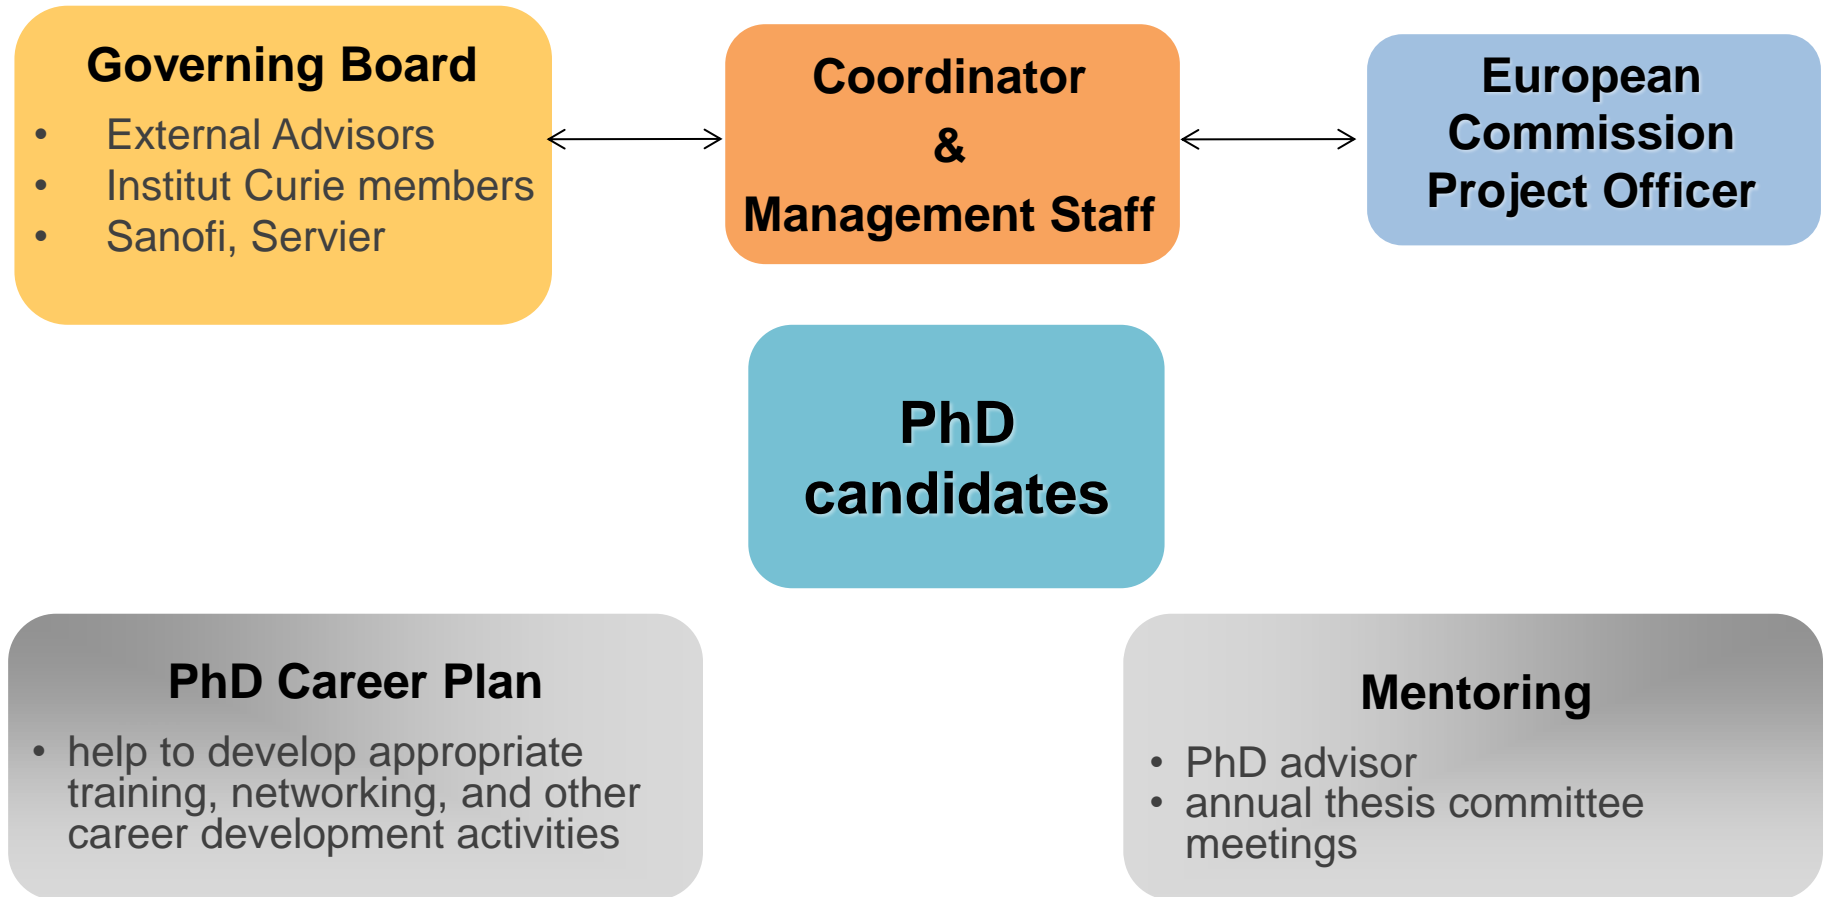 Governing Board
• External Advisors
• Institut Curie members
• Sanofi, Servier
Coordinator
&
Management Staff
European
Commission
Project Officer
PhD
candidates
PhD Career Plan
• help to develop appropriate
training, networking, and other
career development activities
Mentoring
• PhD advisor
• annual thesis committee
meetings